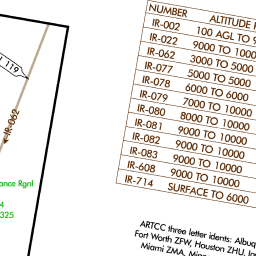 119
IR-062
ance Rgnl
4
325
NUMBER ALTITUDE
IR-002 100 AGL TO
IR-022 9000 TO 10000
IR-062 3000 TO 5000
IR-077 5000 TO 5000
IR-078 6000 TO 6000
IR-079 7000 TO 10000
IR-080 8000 TO 10000
IR-081 9000 TO 10000
IR-082 9000 TO 10000
IR-083 9000 TO 10000
IR-608 9000 TO 10000
IR-714 SURFACE TO 6000
ARTCC three letter idents: Albuq
Fort Worth ZFW, Houston ZHU,
Miami ZMA,